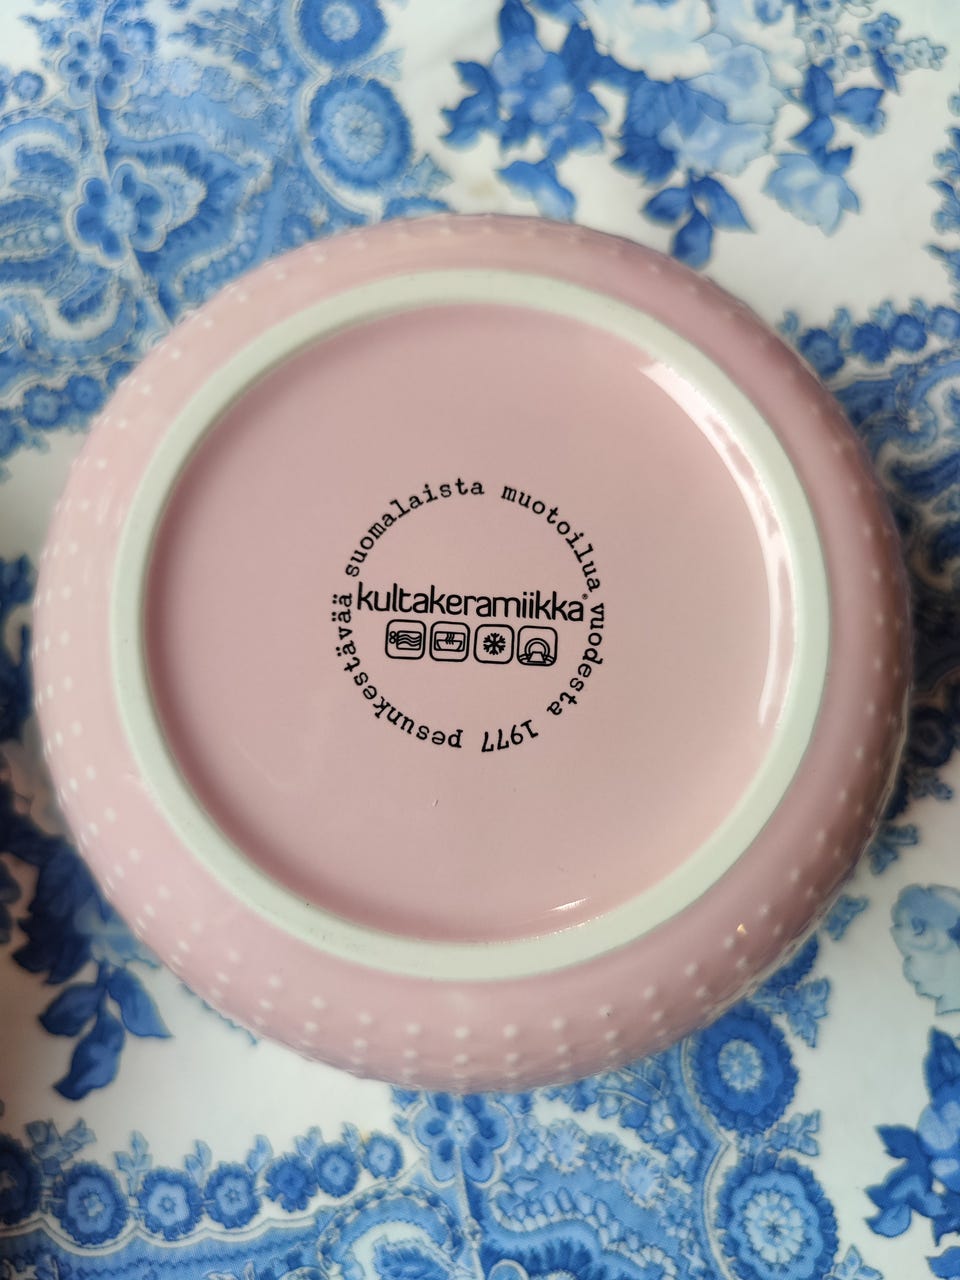 pesunkestävää suomalaista muotoilua vuodesta 1977
kultakeramiikka®